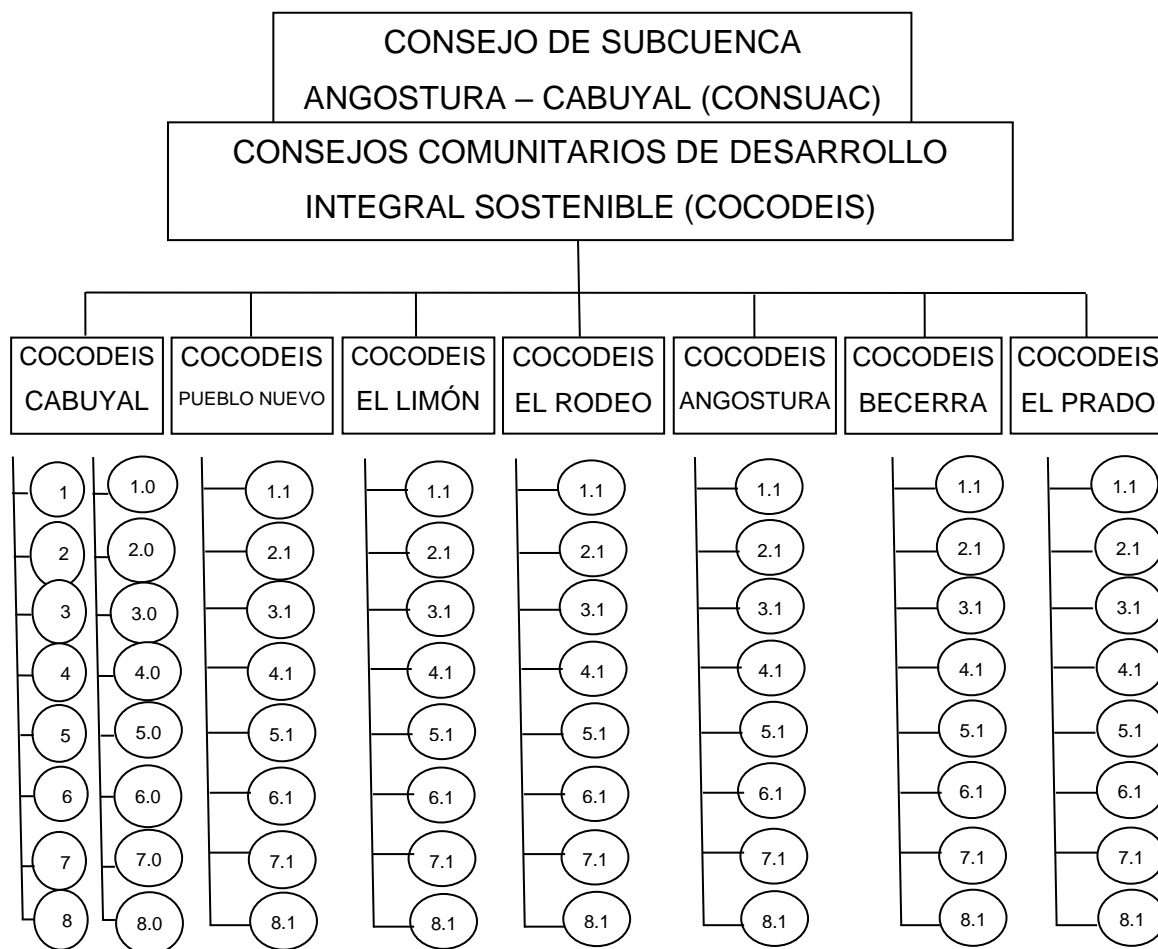 CONSEJO DE SUBCUENCA
ANGOSTURA – CABUYAL (CONSUAC)
CONSEJOS COMUNITARIOS DE DESARROLLO
INTEGRAL SOSTENIBLE (COCODEIS)
COCODEIS
CABUYAL
COCODEIS
PUEBLO NUEVO
COCODEIS
EL LIMÓN
COCODEIS
EL RODEO
COCODEIS
ANGOSTURA
COCODEIS
BECERRA
COCODEIS
EL PRADO
1 1.0 1.1 1.1 1.1 1.1 1.1 1.1
2 2.0 2.1 2.1 2.1 2.1 2.1 2.1
3 3.0 3.1 3.1 3.1 3.1 3.1 3.1
4 4.0 4.1 4.1 4.1 4.1 4.1 4.1
5 5.0 5.1 5.1 5.1 5.1 5.1 5.1
6 6.0 6.1 6.1 6.1 6.1 6.1 6.1
7 7.0 7.1 7.1 7.1 7.1 7.1 7.1
8 8.0 8.1 8.1 8.1 8.1 8.1 8.1